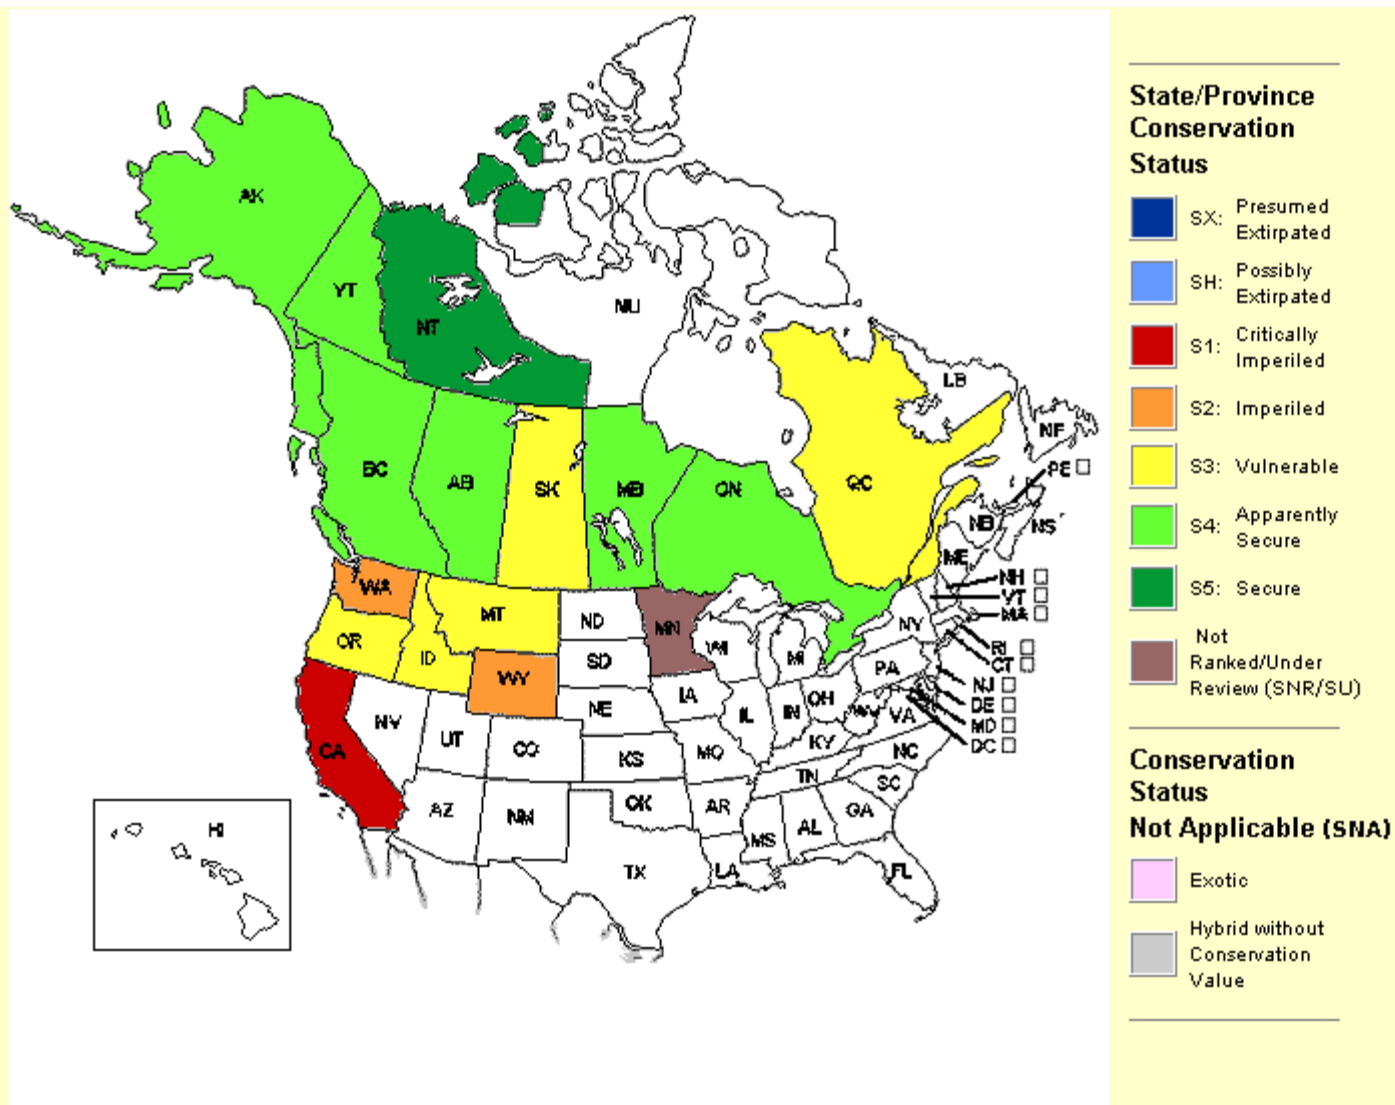 AK
YT
NT
NU
BC
AB
SK
MB
ON
QC
LB
NF
PE
NB
NS
ME
NH
VT
MA
RI
CT
NJ
DE
MD
DC
WA
OR
ID
MT
WY
CA
NV
UT
CO
AZ
NM
ND
SD
NE
KS
OK
TX
MN
IA
MO
AR
LA
WI
IL
MI
IN
OH
KY
TN
MS
AL
GA
FL
SC
NC
VA
WV
PA
NY
HI
State/Province
Conservation
Status
SX: Presumed
Extirpated
SH: Possibly
Extirpated
S1: Critically
Imperiled
S2: Imperiled
S3: Vulnerable
S4: Apparently
Secure
S5: Secure
Not
Ranked/Under
Review (SNR/SU)
Conservation
Status
Not Applicable (SNA)
Exotic
Hybrid without
Conservation
Value